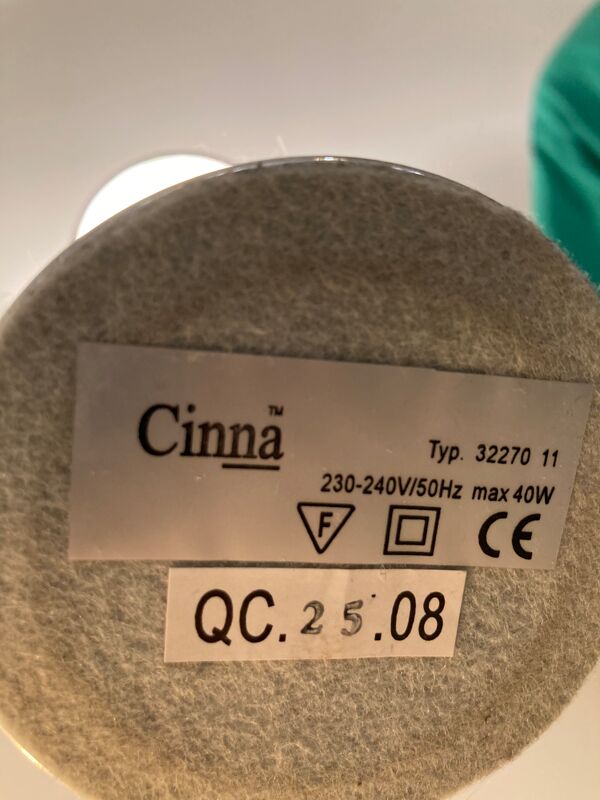 Cinna™
Typ. 32270 11
230-240V/50Hz max 40W
F CE
QC. 25.08